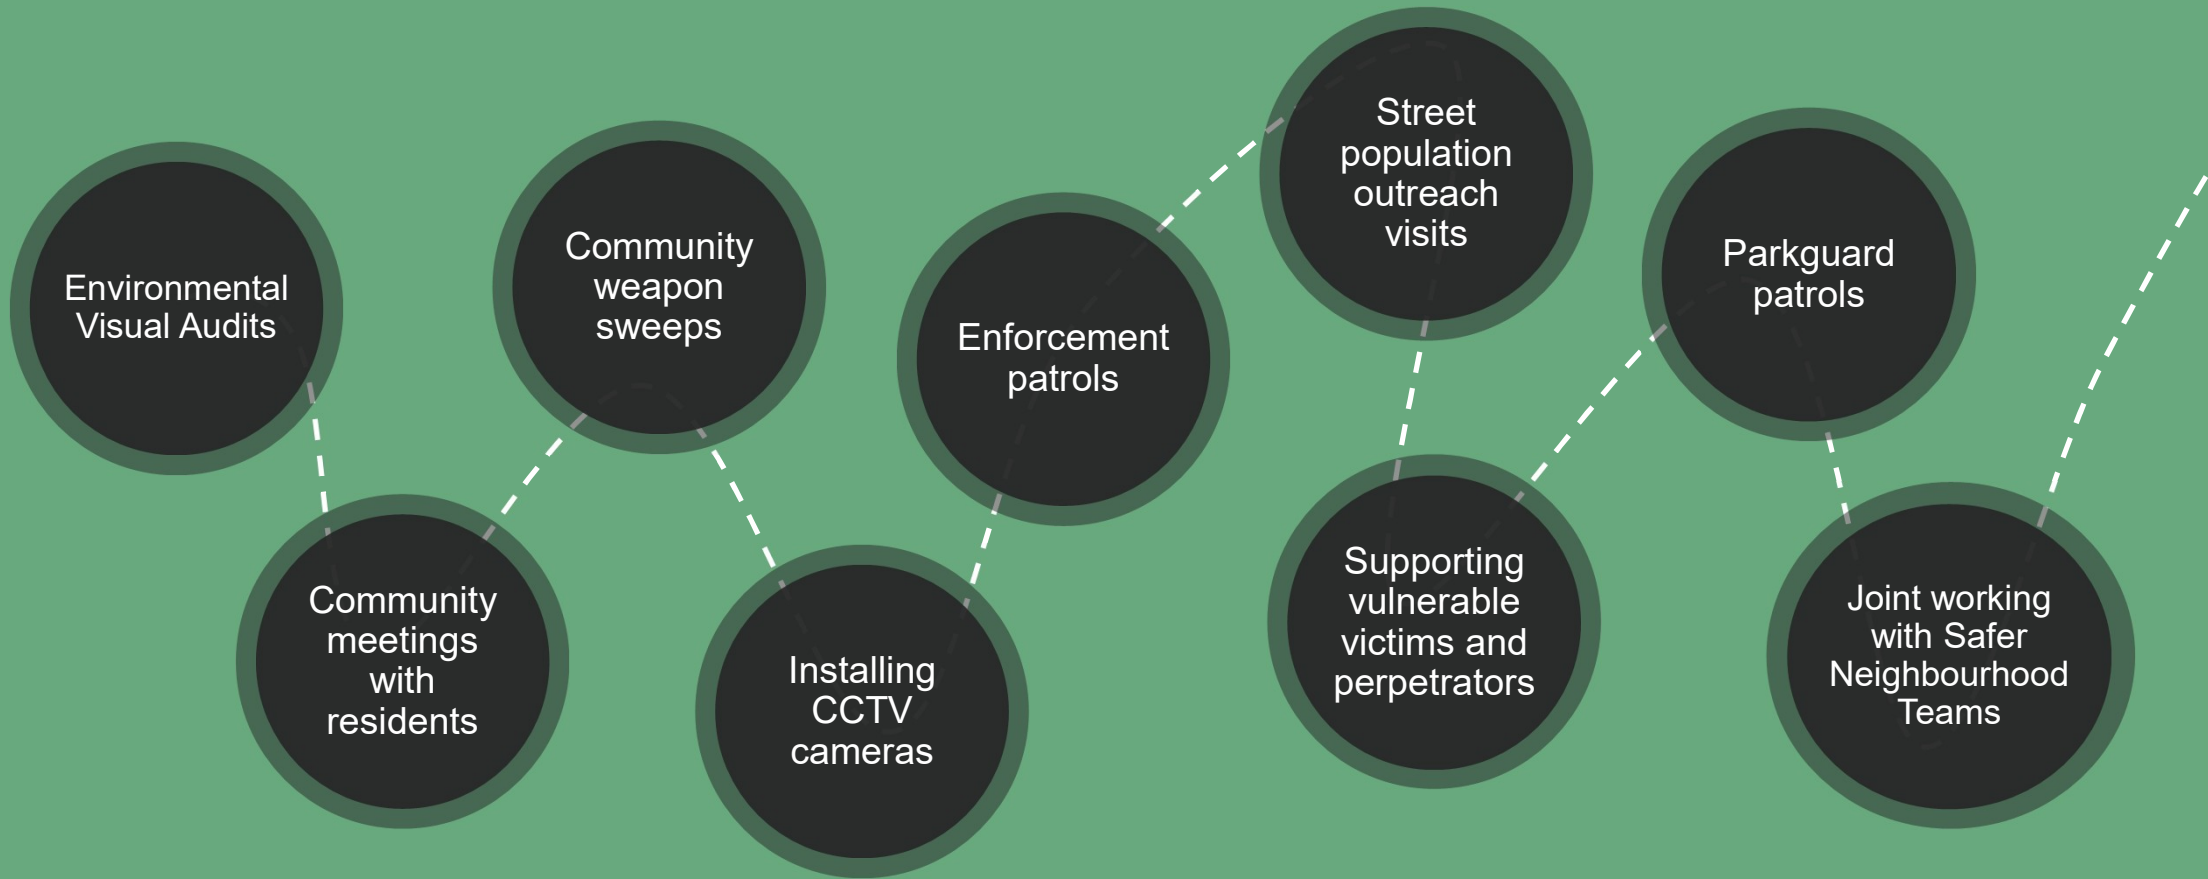 Environmental
Visual Audits
Community
meetings
with
residents
Community
weapon
sweeps
Installing
CCTV
cameras
Enforcement
patrols
Street
population
outreach
visits
Supporting
vulnerable
victims and
perpetrators
Parkguard
patrols
Joint working
with Safer
Neighbourhood
Teams